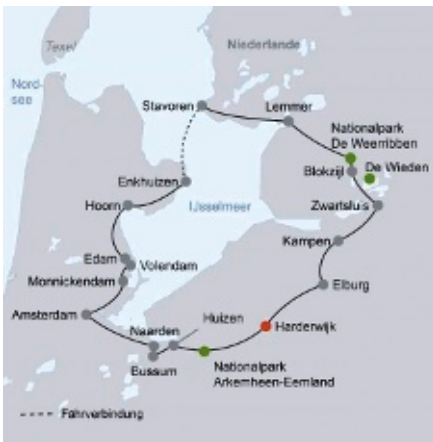 Texel
Niederlande
Nord-
see
Stavoren
Lemmer
Nationalpark
De Weerribben
Blokzijl
De Wieden
Enkhuizen
Hoorn
IJsselmeer
Zwartsluis
Kampen
Edam
Volendam
Monnickendam
Elburg
Amsterdam
Huizen
Naarden
Harderwijk
Bussum
Nationalpark
Arkemheen-Eemland
Fährverbindung